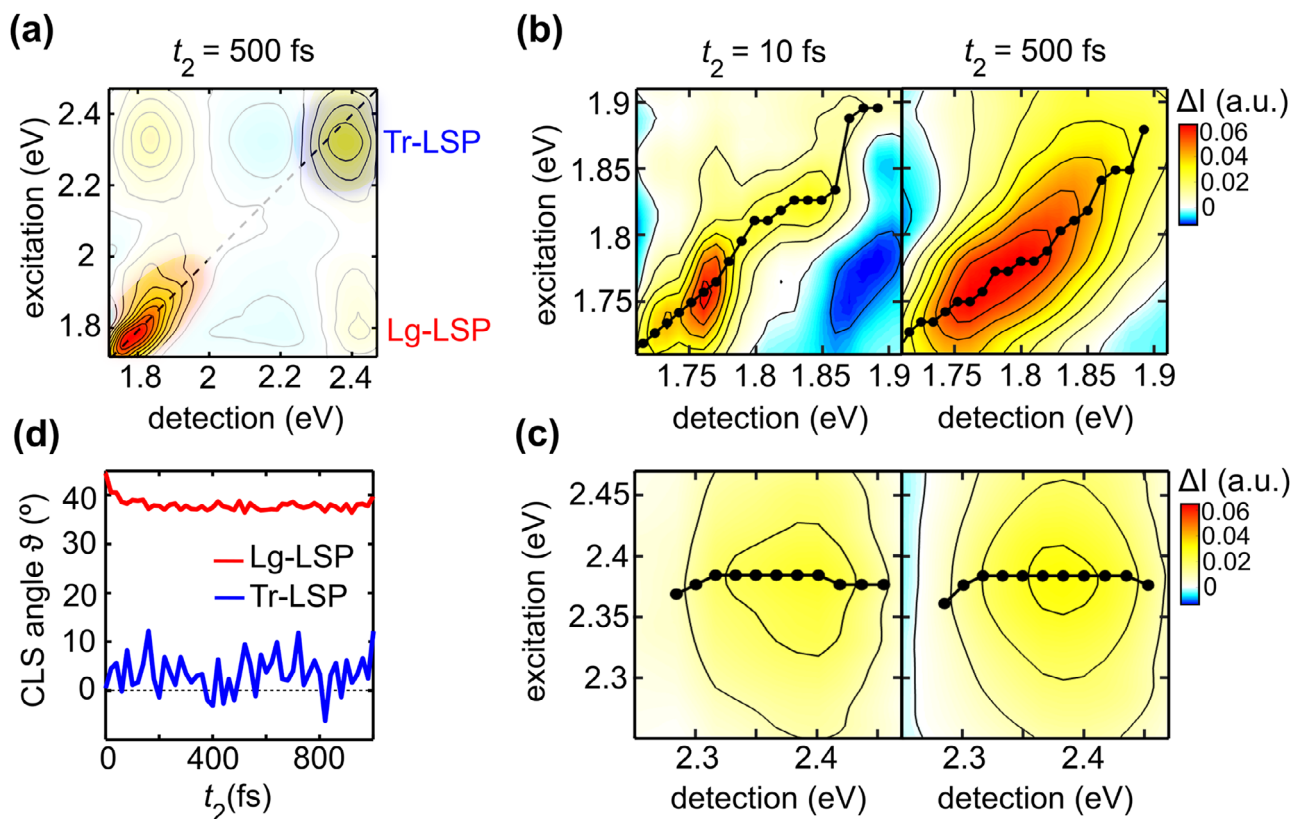 (a)
t2 = 500 fs
excitation (eV)
2.4
2.2
2
1.8
1.8 2 2.2 2.4
detection (eV)
Tr-LSP
Lg-LSP
(b)
t2 = 10 fs
t2 = 500 fs
excitation (eV)
1.9
1.85
1.8
1.75
1.75 1.8 1.85 1.9
1.75 1.8 1.85 1.9
detection (eV)
detection (eV)
ΔI (a.u.)
0.06
0.04
0.02
0
(d)
CLS angle ϑ (º)
40
30
20
10
0
Lg-LSP
Tr-LSP
0 400 800
t2(fs)
(c)
excitation (eV)
2.45
2.4
2.35
2.3
2.3 2.4
2.3 2.4
detection (eV)
detection (eV)
ΔI (a.u.)
0.06
0.04
0.02
0